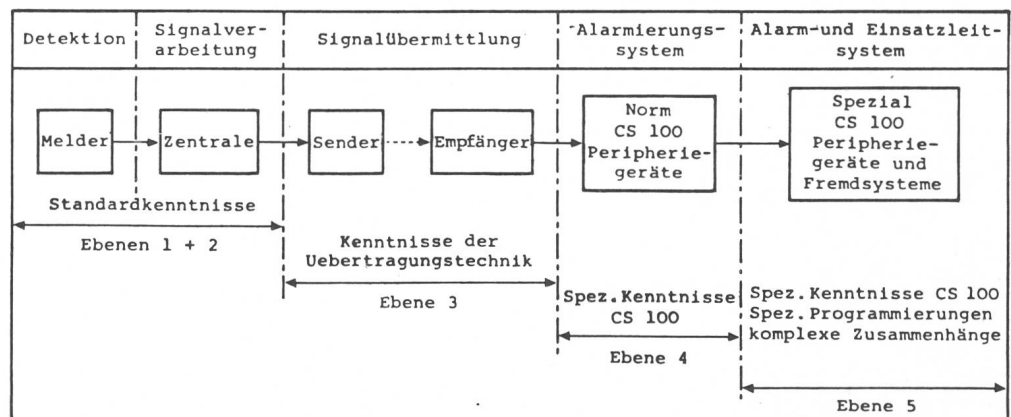 Detektion
Signalver-
arbeitung
Signalübermittlung
Alarmierungs-
system
Alarm-und Einsatzleit-
system
Melder
Zentrale
Sender
Empfänger
Norm
CS 100
Peripherie-
geräte
Spezial
CS 100
Peripherie-
geräte und
Fremdsysteme
Standardkenntnisse
Ebenen 1 + 2
Kenntnisse der
Uebertragungstechnik
Ebene 3
Spez.Kenntnisse
CS 100
Ebene 4
Spez.Kenntnisse CS 100
Spez.Programmierungen
komplexe Zusammenhänge
Ebene 5